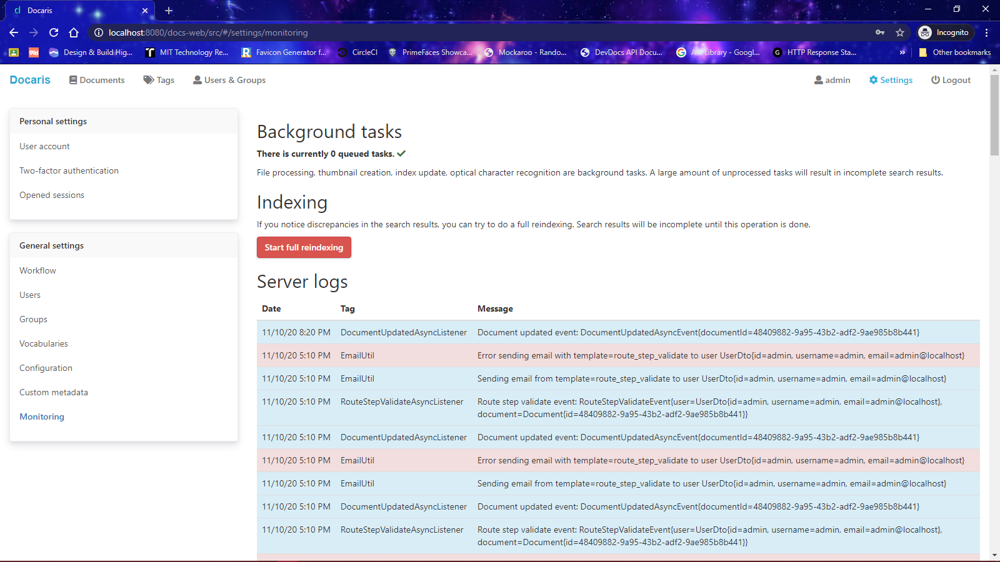 Docaris
localhost:8080/docs-web/src/#/settings/monitoring
Incognito
Design & Build Hig...
MIT Technology Re...
Favicon Generator f...
CircleCI
PrimeFaces Showca...
Mockaroo - Rando...
DevDocs API Docu...
Library - Googl...
HTTP Response Sta...
»
Other bookmarks
Docaris
Documents
Tags
Users & Groups
admin
Settings
Logout
Personal settings
User account
Two-factor authentication
Opened sessions
General settings
Workflow
Users
Groups
Vocabularies
Configuration
Custom metadata
Monitoring
Background tasks
There is currently 0 queued tasks.
File processing, thumbnail creation, index update, optical character recognition are background tasks. A large amount of unprocessed tasks will result in incomplete search results.
Indexing
If you notice discrepancies in the search results, you can try to do a full reindexing. Search results will be incomplete until this operation is done.
Start full reindexing
Server logs
Date Tag Message
11/10/20 8:20 PM DocumentUpdatedAsyncListener Document updated event: DocumentUpdatedAsyncEvent{documentId=48409882-9a95-43b2-adf2-9ae985b8b441}
11/10/20 5:10 PM EmailUtil Error sending email with template=route_step_validate to user UserDto{id=admin, username=admin, email=admin@localhost}
11/10/20 5:10 PM EmailUtil Sending email from template=route_step_validate to user UserDto{id=admin, username=admin, email=admin@localhost}
11/10/20 5:10 PM RouteStepValidateAsyncListener Route step validate event: RouteStepValidateEvent{user=UserDto{id=admin, username=admin, email=admin@localhost},
document=Document{id=48409882-9a95-43b2-adf2-9ae985b8b441}}
11/10/20 5:10 PM DocumentUpdatedAsyncListener Document updated event: DocumentUpdatedAsyncEvent{documentId=48409882-9a95-43b2-adf2-9ae985b8b441}
11/10/20 5:10 PM EmailUtil Error sending email with template=route_step_validate to user UserDto{id=admin, username=admin, email=admin@localhost}
11/10/20 5:10 PM EmailUtil Sending email from template=route_step_validate to user UserDto{id=admin, username=admin, email=admin@localhost}
11/10/20 5:10 PM DocumentUpdatedAsyncListener Document updated event: DocumentUpdatedAsyncEvent{documentId=48409882-9a95-43b2-adf2-9ae985b8b441}
11/10/20 5:10 PM RouteStepValidateAsyncListener Route step validate event: RouteStepValidateEvent{user=UserDto{id=admin, username=admin, email=admin@localhost},
document=Document{id=48409882-9a95-43b2-adf2-9ae985b8b441}}